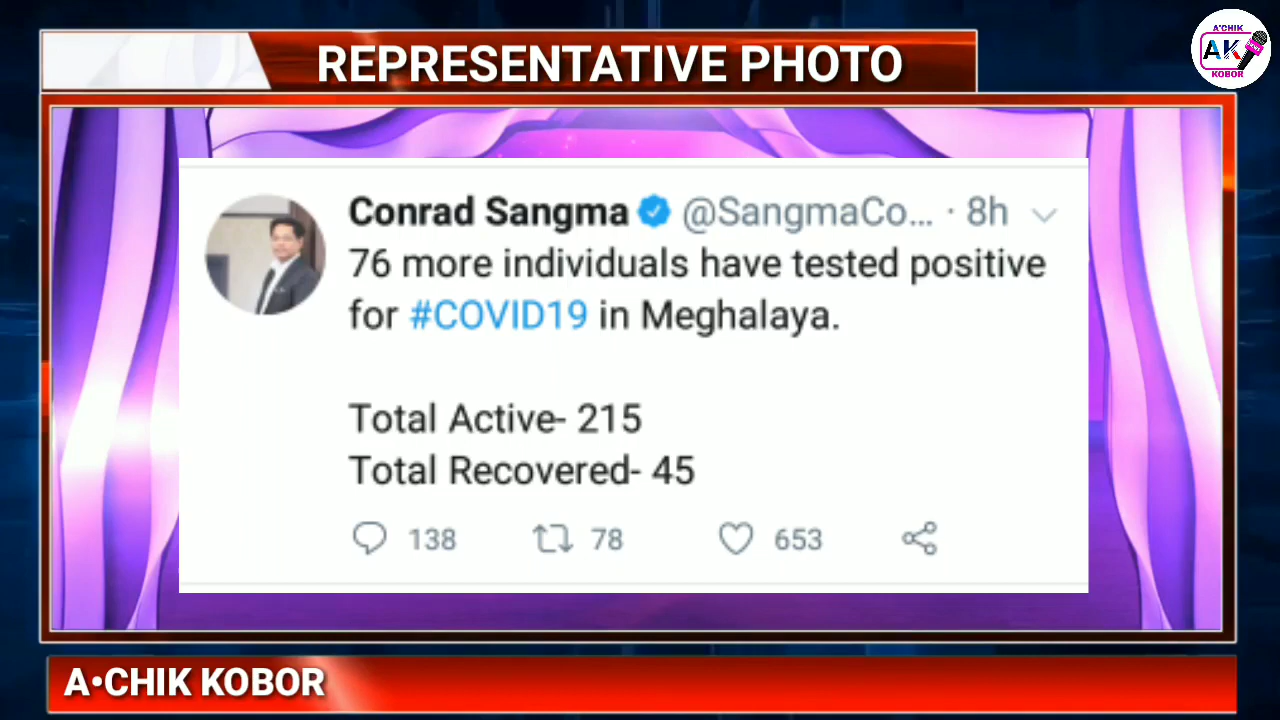 A'CHIK
AK
KOBOR
REPRESENTATIVE PHOTO
Conrad Sangma @SangmaCo... · 8h
76 more individuals have tested positive
for #COVID19 in Meghalaya.
Total Active- 215
Total Recovered- 45
138 78 653
A•CHIK KOBOR